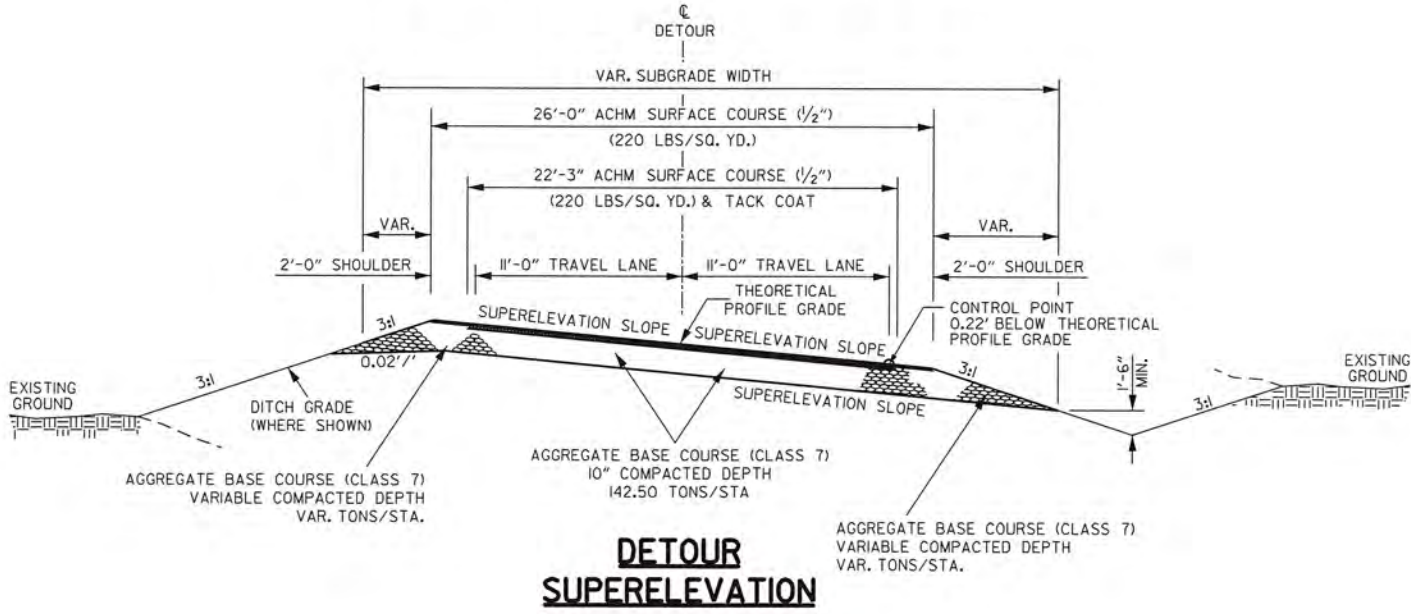 ℄
DETOUR
VAR. SUBGRADE WIDTH
26'-0" ACHM SURFACE COURSE (1/2")
(220 LBS/SQ. YD.)
22'-3" ACHM SURFACE COURSE (1/2")
(220 LBS/SQ. YD.) & TACK COAT
VAR.
VAR.
2'-0" SHOULDER
11'-0" TRAVEL LANE
11'-0" TRAVEL LANE
2'-0" SHOULDER
THEORETICAL
PROFILE GRADE
CONTROL POINT
0.22' BELOW THEORETICAL
PROFILE GRADE
SUPERELEVATION SLOPE
SUPERELEVATION SLOPE
3:1
0.02'/'
3:1
SUPERELEVATION SLOPE
1'-6"
MIN.
EXISTING
GROUND
3:1
DITCH GRADE
(WHERE SHOWN)
3:1
EXISTING
GROUND
AGGREGATE BASE COURSE (CLASS 7)
VARIABLE COMPACTED DEPTH
VAR. TONS/STA.
AGGREGATE BASE COURSE (CLASS 7)
10" COMPACTED DEPTH
142.50 TONS/STA
AGGREGATE BASE COURSE (CLASS 7)
VARIABLE COMPACTED DEPTH
VAR. TONS/STA.
DETOUR
SUPERELEVATION